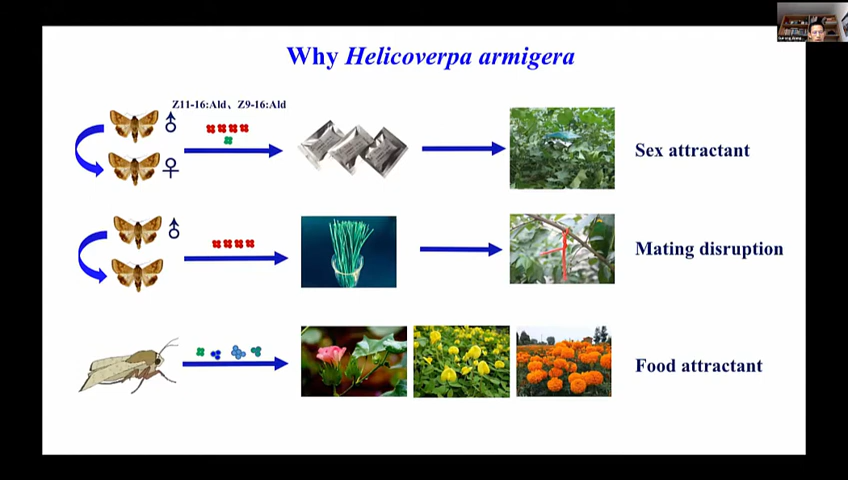 Why Helicoverpa armigera
Z11-16:Ald、Z9-16:Ald
♂
♀
Sex attractant
♂
Mating disruption
Food attractant